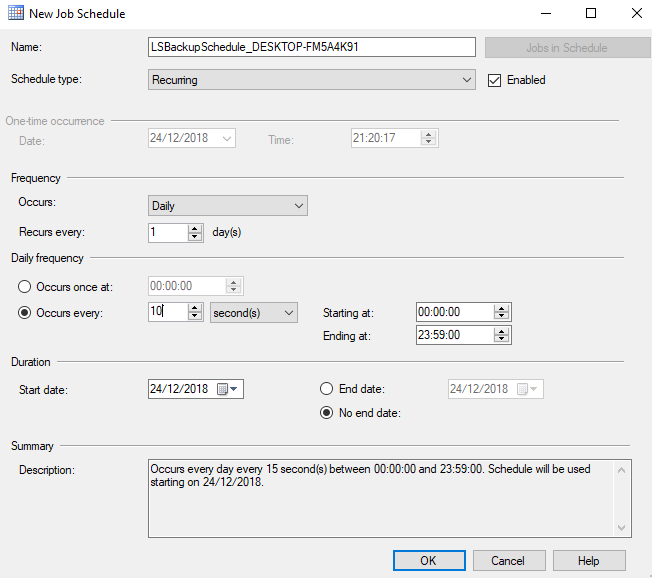 New Job Schedule
Name: LSBackupSchedule_DESKTOP-FM5A4K91 Jobs in Schedule
Schedule type: Recurring Enabled
One-time occurrence
Date: 24/12/2018 Time: 21:20:17
Frequency
Occurs: Daily
Recurs every: 1 day(s)
Daily frequency
Occurs once at: 00:00:00
Occurs every: 10 second(s) Starting at: 00:00:00
Ending at: 23:59:00
Duration
Start date: 24/12/2018 End date: 24/12/2018
No end date:
Summary
Description: Occurs every day every 15 second(s) between 00:00:00 and 23:59:00. Schedule will be used
starting on 24/12/2018.
OK Cancel Help